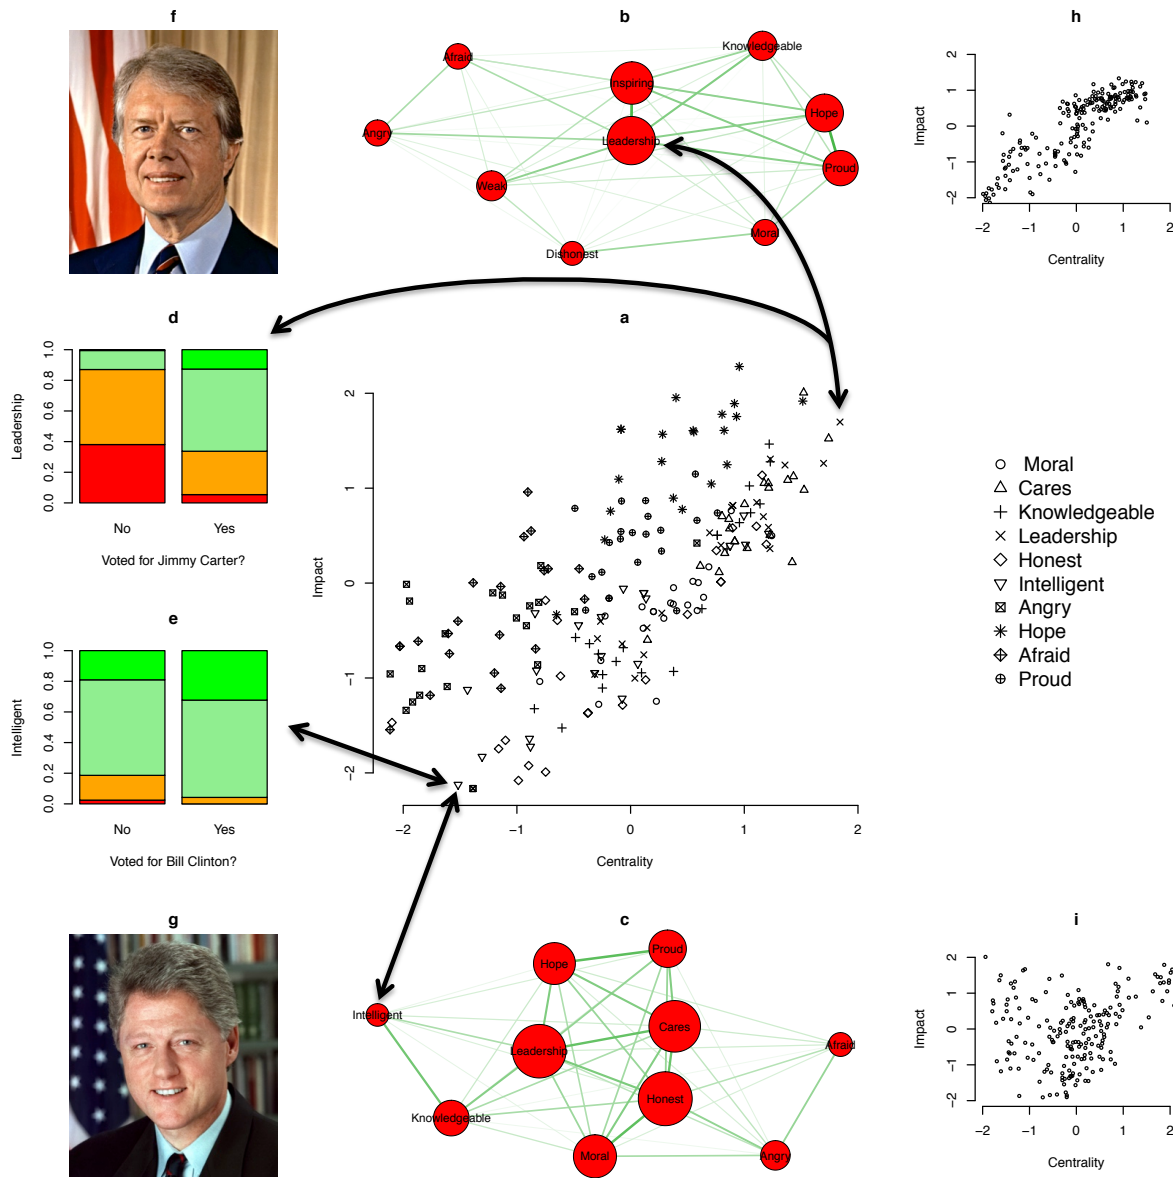 f
b
h
Afraid
Knowledgeable
Inspiring
Hope
Angry
Leadership
Proud
Weak
Moral
Dishonest
Impact
2
1
0
−1
−2
−2
−1
0
1
2
Centrality
d
Leadership
1.0
0.8
0.6
0.4
0.2
0.0
No
Yes
Voted for Jimmy Carter?
a
Impact
2
1
0
−1
−2
−2
−1
0
1
2
Centrality
Moral
Cares
Knowledgeable
Leadership
Honest
Intelligent
Angry
Hope
Afraid
Proud
e
Intelligent
1.0
0.8
0.6
0.4
0.2
0.0
No
Yes
Voted for Bill Clinton?
g
c
i
Proud
Hope
Intelligent
Cares
Leadership
Afraid
Honest
Knowledgeable
Moral
Angry
Impact
2
1
0
−1
−2
−2
−1
0
1
2
Centrality